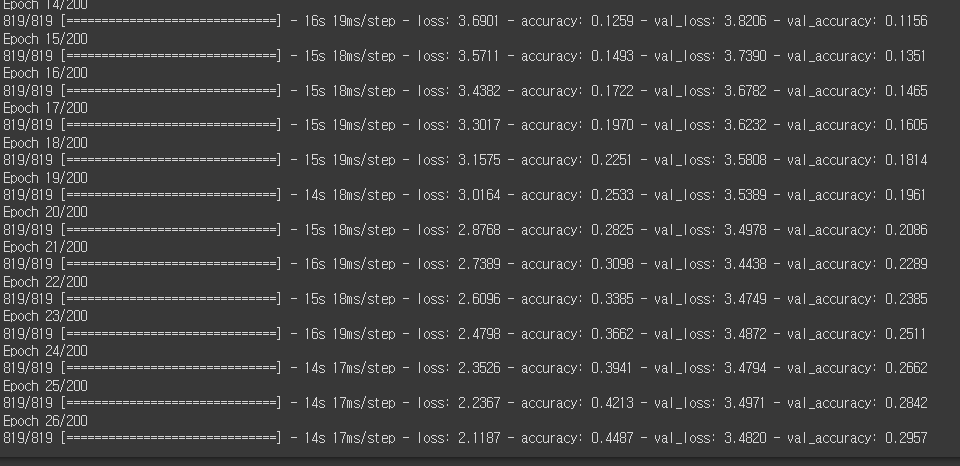 Epoch 14/200
819/819 [==============================] - 16s 19ms/step - loss: 3.6901 - accuracy: 0.1259 - val_loss: 3.8206 - val_accuracy: 0.1156
Epoch 15/200
819/819 [==============================] - 15s 18ms/step - loss: 3.5711 - accuracy: 0.1493 - val_loss: 3.7390 - val_accuracy: 0.1351
Epoch 16/200
819/819 [==============================] - 15s 18ms/step - loss: 3.4382 - accuracy: 0.1722 - val_loss: 3.6782 - val_accuracy: 0.1465
Epoch 17/200
819/819 [==============================] - 15s 19ms/step - loss: 3.3017 - accuracy: 0.1970 - val_loss: 3.6232 - val_accuracy: 0.1605
Epoch 18/200
819/819 [==============================] - 15s 19ms/step - loss: 3.1575 - accuracy: 0.2251 - val_loss: 3.5808 - val_accuracy: 0.1814
Epoch 19/200
819/819 [==============================] - 14s 18ms/step - loss: 3.0164 - accuracy: 0.2533 - val_loss: 3.5389 - val_accuracy: 0.1961
Epoch 20/200
819/819 [==============================] - 15s 18ms/step - loss: 2.8768 - accuracy: 0.2825 - val_loss: 3.4978 - val_accuracy: 0.2086
Epoch 21/200
819/819 [==============================] - 16s 19ms/step - loss: 2.7389 - accuracy: 0.3098 - val_loss: 3.4438 - val_accuracy: 0.2289
Epoch 22/200
819/819 [==============================] - 15s 18ms/step - loss: 2.6096 - accuracy: 0.3385 - val_loss: 3.4749 - val_accuracy: 0.2385
Epoch 23/200
819/819 [==============================] - 16s 19ms/step - loss: 2.4798 - accuracy: 0.3662 - val_loss: 3.4872 - val_accuracy: 0.2511
Epoch 24/200
819/819 [==============================] - 14s 17ms/step - loss: 2.3526 - accuracy: 0.3941 - val_loss: 3.4794 - val_accuracy: 0.2662
Epoch 25/200
819/819 [==============================] - 14s 17ms/step - loss: 2.2367 - accuracy: 0.4213 - val_loss: 3.4971 - val_accuracy: 0.2842
Epoch 26/200
819/819 [==============================] - 14s 17ms/step - loss: 2.1187 - accuracy: 0.4487 - val_loss: 3.4820 - val_accuracy: 0.2957